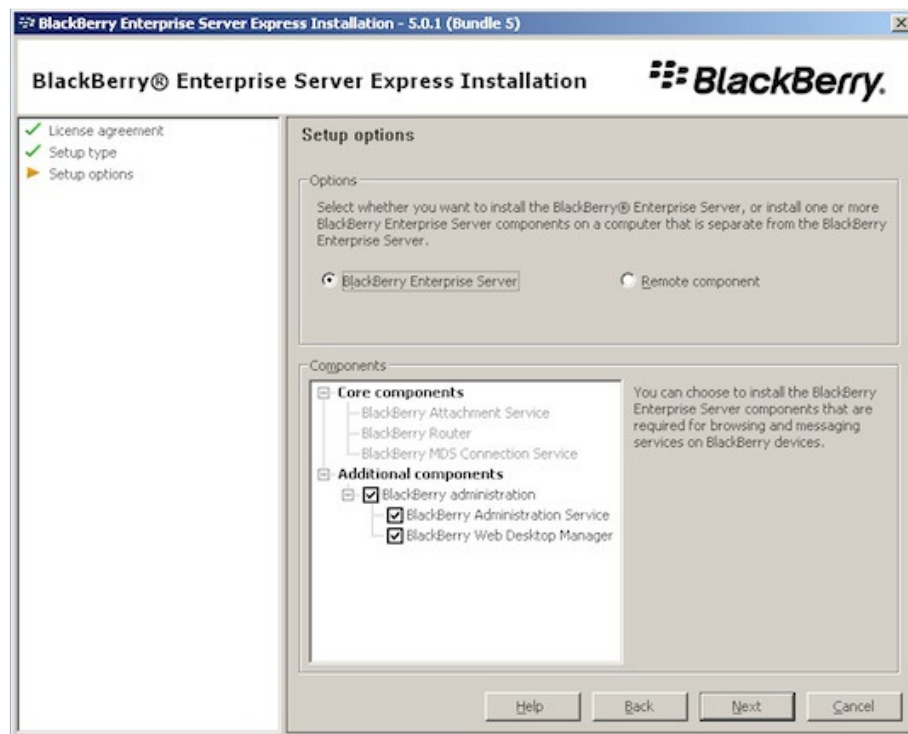 BlackBerry Enterprise Server Express Installation - 5.0.1 (Bundle 5)
BlackBerry® Enterprise Server Express Installation
BlackBerry.
License agreement
Setup type
Setup options
Setup options
Options
Select whether you want to install the BlackBerry® Enterprise Server, or install one or more
BlackBerry Enterprise Server components on a computer that is separate from the BlackBerry
Enterprise Server.
BlackBerry Enterprise Server
Remote component
Components
Core components
BlackBerry Attachment Service
BlackBerry Router
BlackBerry MDS Connection Service
Additional components
BlackBerry administration
BlackBerry Administration Service
BlackBerry Web Desktop Manager
You can choose to install the BlackBerry
Enterprise Server components that are
required for browsing and messaging
services on BlackBerry devices.
Help
Back
Next
Cancel